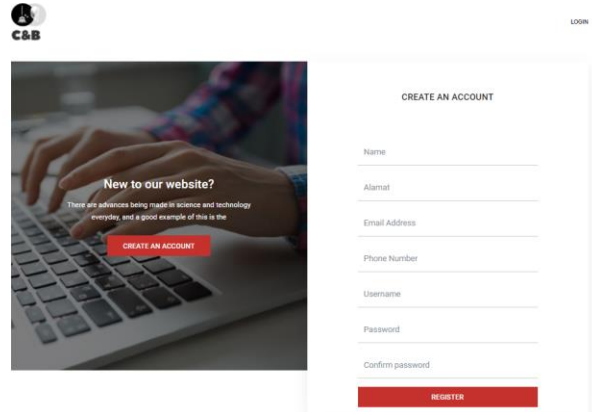 C&B
LOGIN
New to our website?
There are advances being made in science and technology
everyday, and a good example of this is the
CREATE AN ACCOUNT
CREATE AN ACCOUNT
Name
Alamat
Email Address
Phone Number
Username
Password
Confirm password
REGISTER